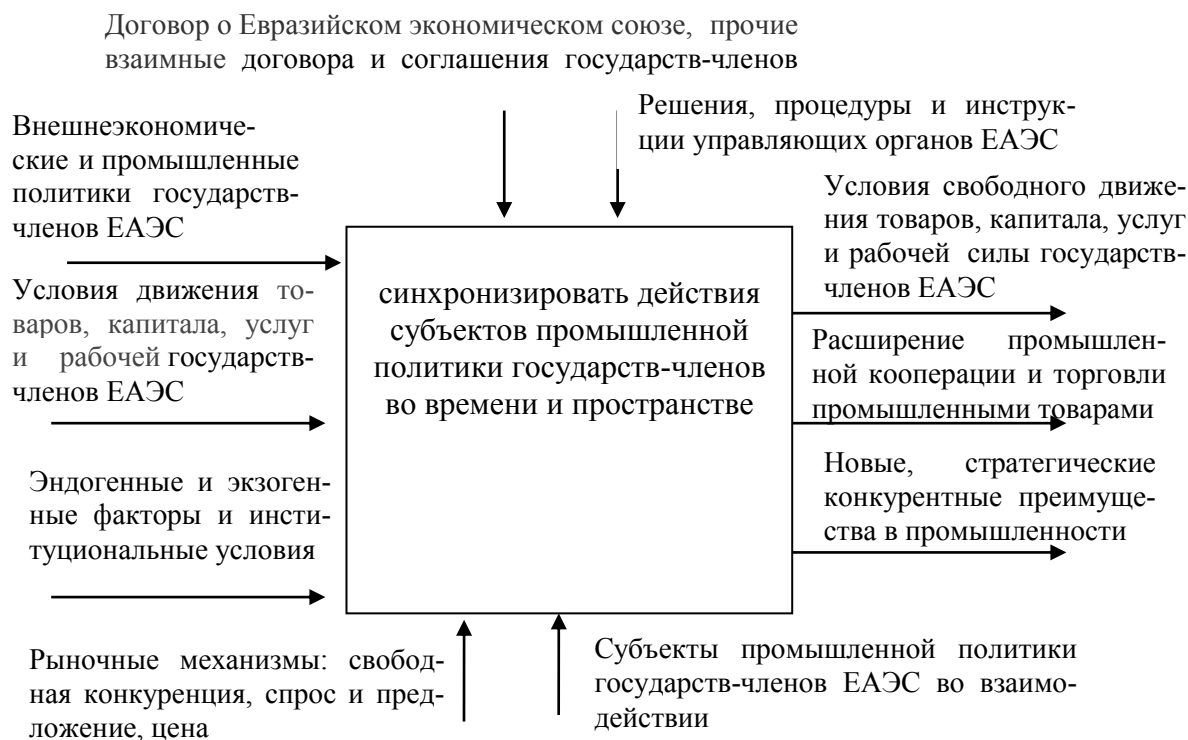 Договор о Евразийском экономическом союзе, прочие
взаимные договора и соглашения государств-членов
Решения, процедуры и инструк-
ции управляющих органов ЕАЭС
Внешнеэкономиче-
ские и промышленные
политики государств-
членов ЕАЭС
Условия движения то-
варов, капитала, услуг
и рабочей государств-
членов ЕАЭС
Эндогенные и экзоген-
ные факторы и инсти-
туциональные условия
синхронизировать действия
субъектов промышленной
политики государств-членов
во времени и пространстве
Условия свободного движе-
ния товаров, капитала, услуг
и рабочей силы государств-
членов ЕАЭС
Расширение промышлен-
ной кооперации и торговли
промышленными товарами
Новые, стратегические
конкурентные преимуще-
ства в промышленности
Рыночные механизмы: свобод-
ная конкуренция, спрос и пред-
ложение, цена
Субъекты промышленной политики
государств-членов ЕАЭС во взаимо-
действии